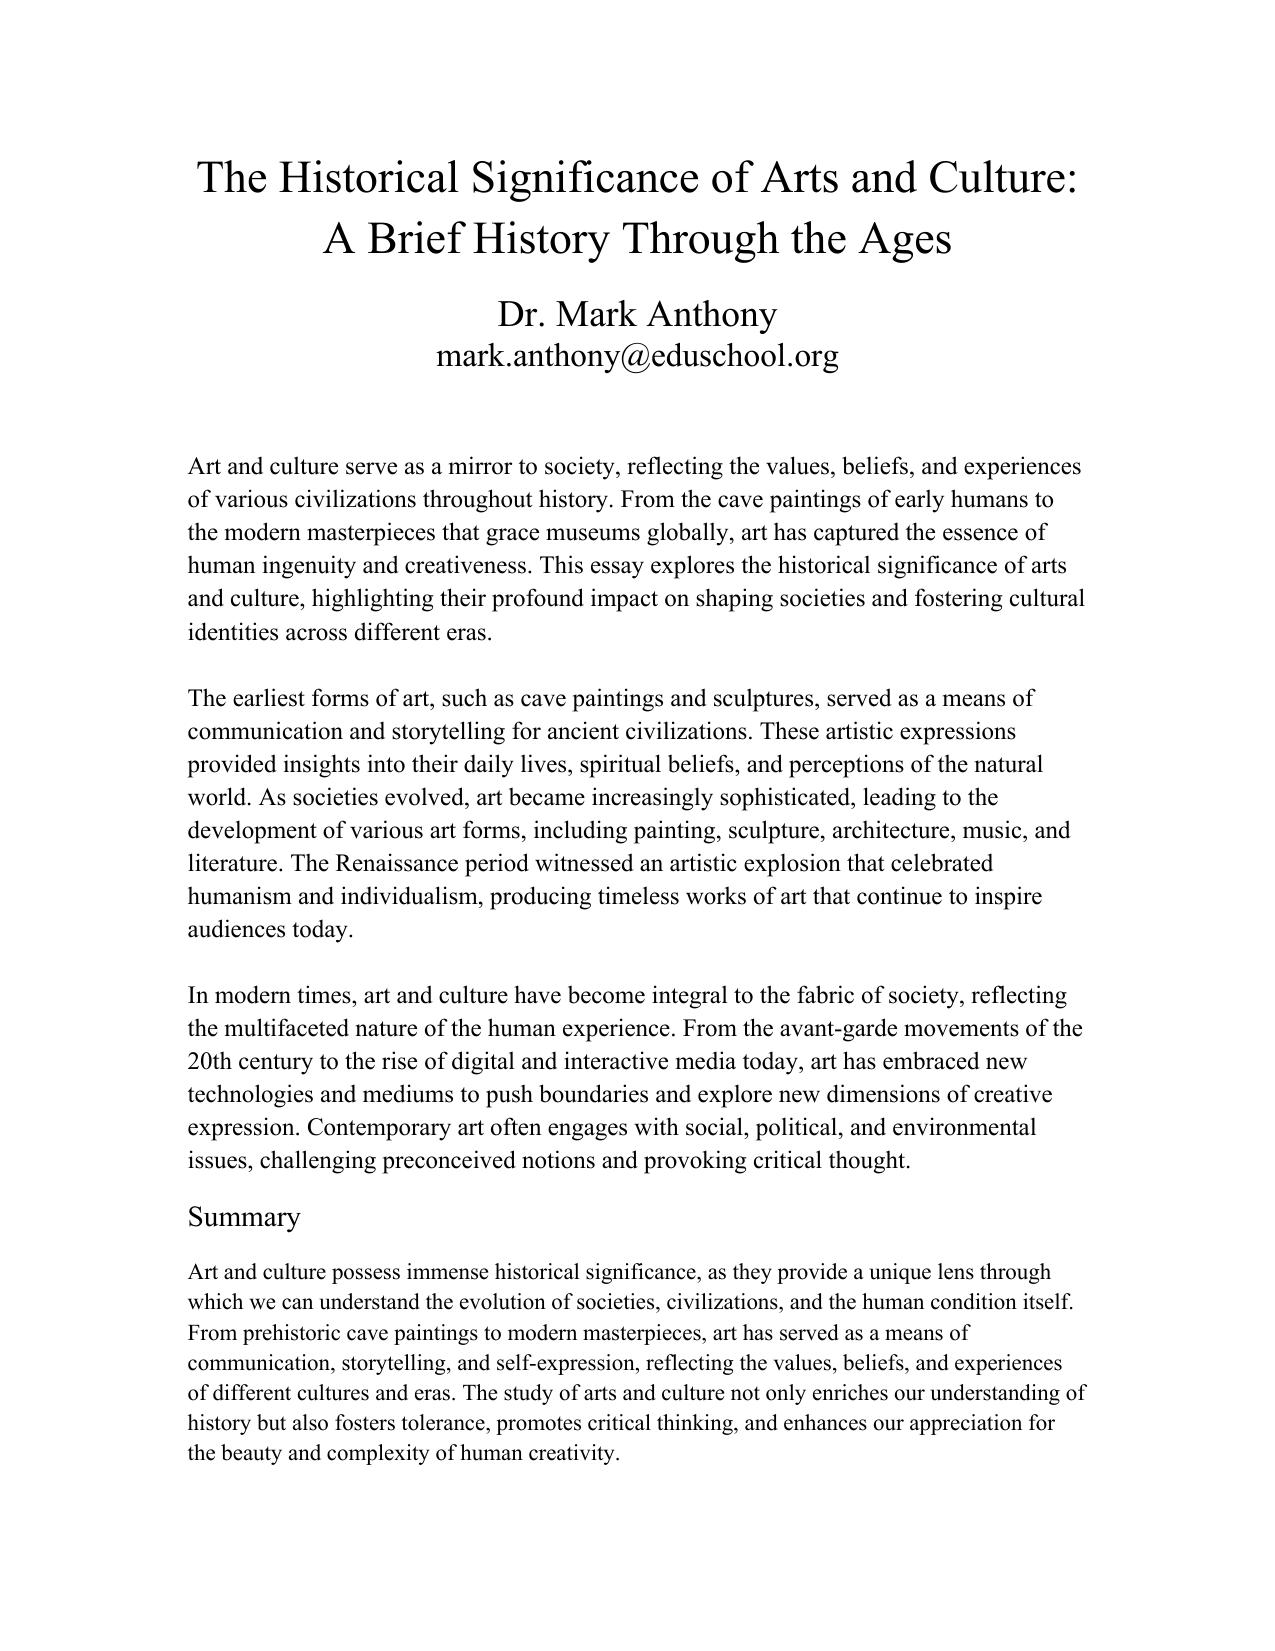 The Historical Significance of Arts and Culture:
A Brief History Through the Ages
Dr. Mark Anthony
mark.anthony@eduschool.org
Art and culture serve as a mirror to society, reflecting the values, beliefs, and experiences
of various civilizations throughout history. From the cave paintings of early humans to
the modern masterpieces that grace museums globally, art has captured the essence of
human ingenuity and creativeness. This essay explores the historical significance of arts
and culture, highlighting their profound impact on shaping societies and fostering cultural
identities across different eras.
The earliest forms of art, such as cave paintings and sculptures, served as a means of
communication and storytelling for ancient civilizations. These artistic expressions
provided insights into their daily lives, spiritual beliefs, and perceptions of the natural
world. As societies evolved, art became increasingly sophisticated, leading to the
development of various art forms, including painting, sculpture, architecture, music, and
literature. The Renaissance period witnessed an artistic explosion that celebrated
humanism and individualism, producing timeless works of art that continue to inspire
audiences today.
In modern times, art and culture have become integral to the fabric of society, reflecting
the multifaceted nature of the human experience. From the avant-garde movements of the
20th century to the rise of digital and interactive media today, art has embraced new
technologies and mediums to push boundaries and explore new dimensions of creative
expression. Contemporary art often engages with social, political, and environmental
issues, challenging preconceived notions and provoking critical thought.
Summary
Art and culture possess immense historical significance, as they provide a unique lens through
which we can understand the evolution of societies, civilizations, and the human condition itself.
From prehistoric cave paintings to modern masterpieces, art has served as a means of
communication, storytelling, and self-expression, reflecting the values, beliefs, and experiences
of different cultures and eras. The study of arts and culture not only enriches our understanding of
history but also fosters tolerance, promotes critical thinking, and enhances our appreciation for
the beauty and complexity of human creativity.